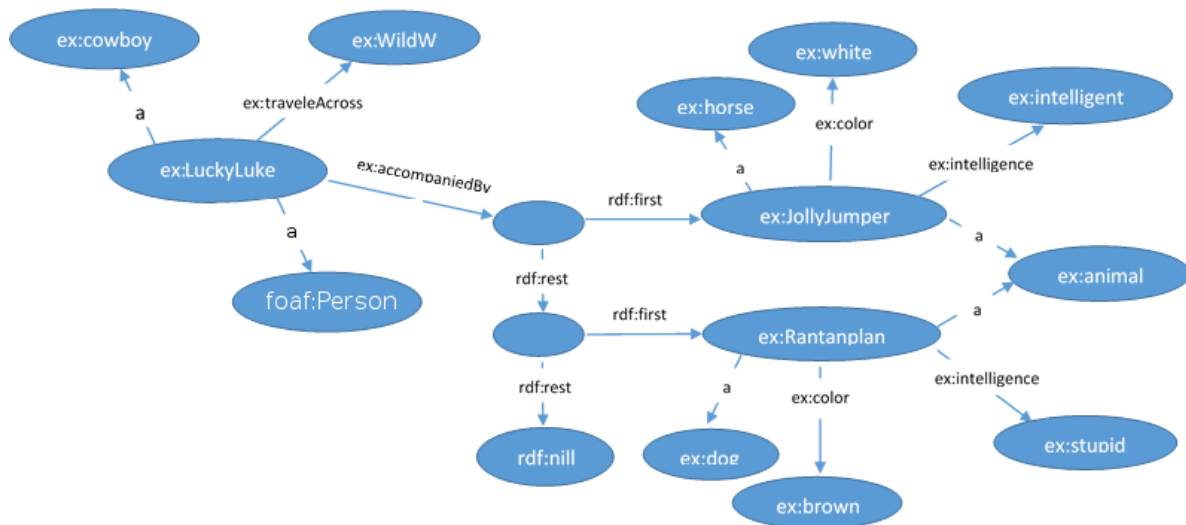 ex:cowboy
ex:WildW
ex:white
ex:intelligent
ex:horse
ex:traveleAcross
a
ex:color
ex:LuckyLuke
ex:accompaniedBy
a
ex:intelligence
rdf:first
ex:JollyJumper
a
a
foaf:Person
rdf:rest
ex:animal
rdf:first
ex:Rantanplan
a
rdf:rest
a
ex:color
ex:intelligence
rdf:nill
ex:dog
ex:stupid
ex:brown